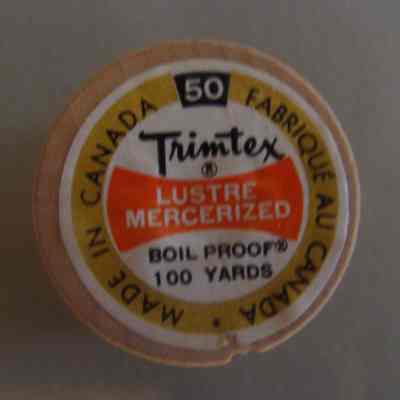 50
MADE IN CANADA
FABRIQUÉ AU CANADA
Trimtex
®
LUSTRE
MERCERIZED
BOIL PROOF®
100 YARDS